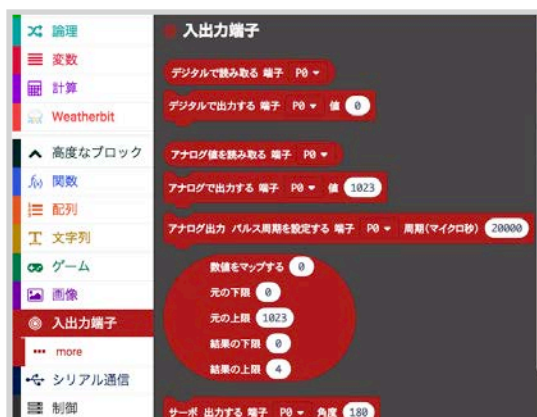 論理
変数
計算
Weatherbit
高度なブロック
関数
配列
文字列
ゲーム
画像
入出力端子
more
シリアル通信
制御
入出力端子
デジタルで読み取る 端子 P0
デジタルで出力する 端子 P0 値 0
アナログ値を読み取る 端子 P0
アナログで出力する 端子 P0 値 1023
アナログ出力 パルス周期を設定する 端子 P0 周期(マイクロ秒) 20000
数値をマップする 0
元の下限 0
元の上限 1023
結果の下限 0
結果の上限 4
サーボ 出力する 端子 P0 角度 180